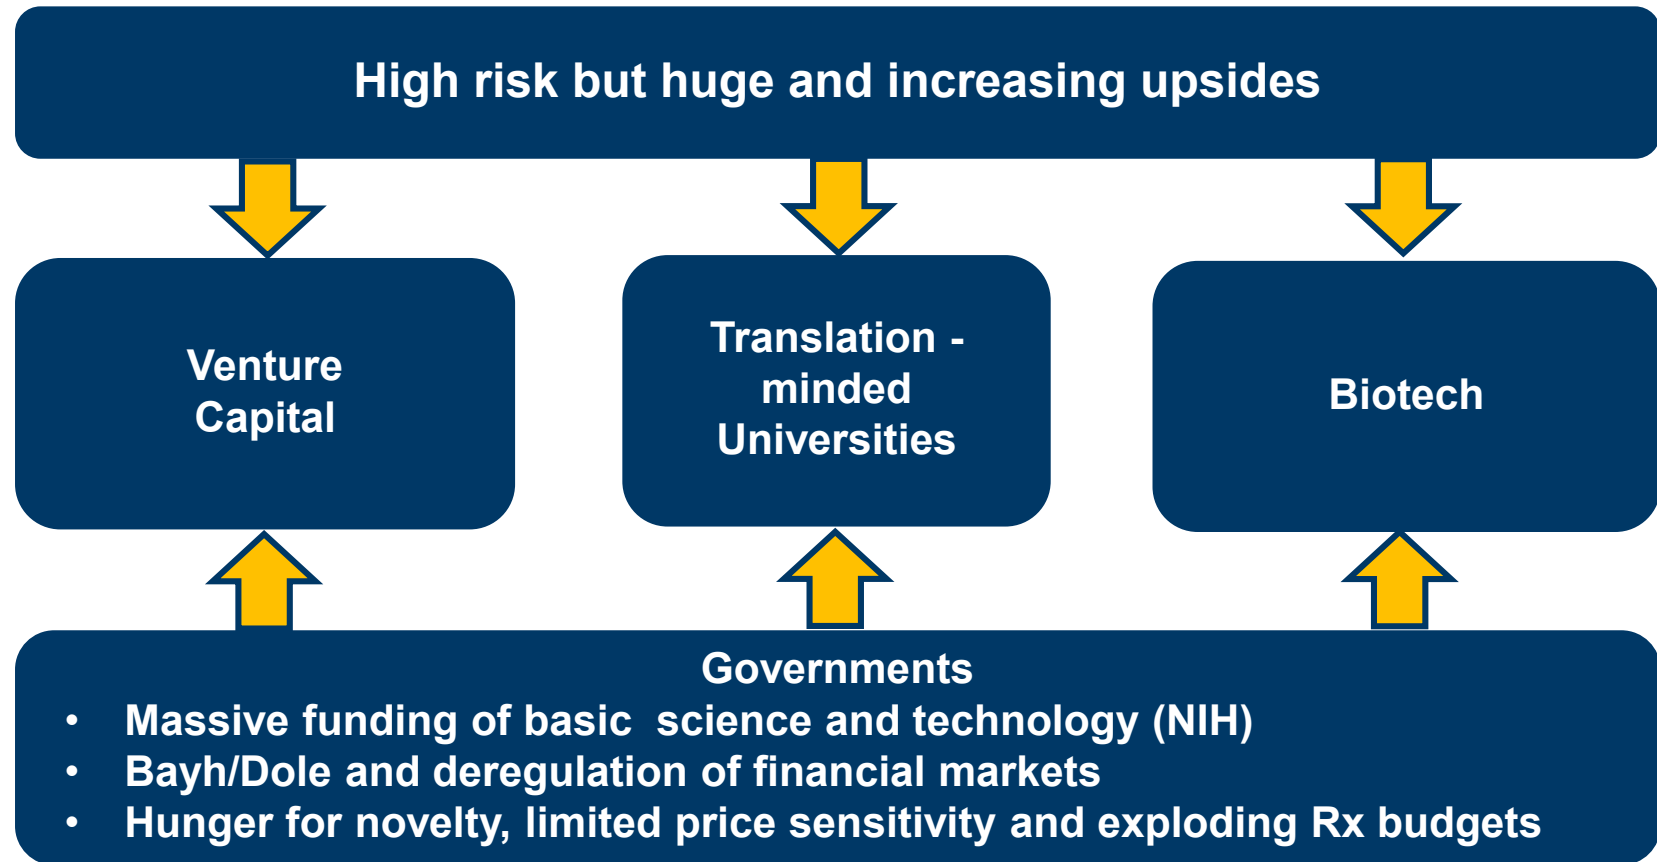 High risk but huge and increasing upsides
Venture
Capital
Translation -
minded
Universities
Biotech
Governments
• Massive funding of basic  science and technology (NIH)
• Bayh/Dole and deregulation of financial markets
• Hunger for novelty, limited price sensitivity and exploding Rx budgets